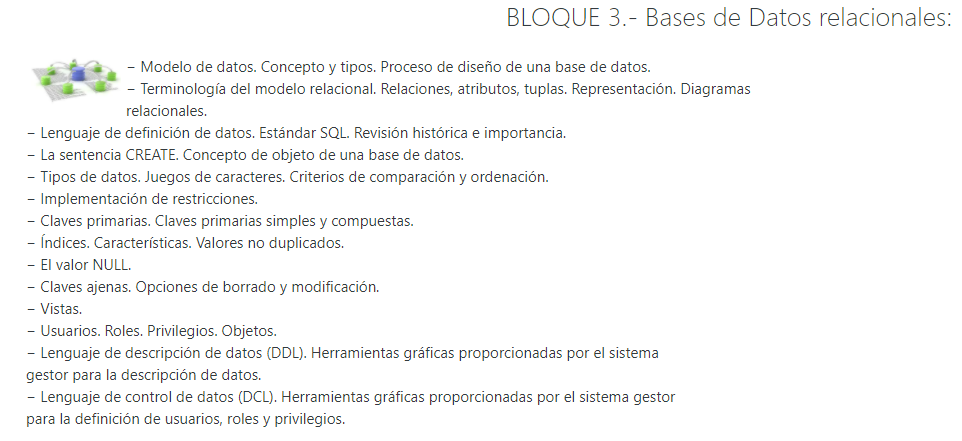 BLOQUE 3.- Bases de Datos relacionales:
– Modelo de datos. Concepto y tipos. Proceso de diseño de una base de datos.
– Terminología del modelo relacional. Relaciones, atributos, tuplas. Representación. Diagramas
relacionales.
– Lenguaje de definición de datos. Estándar SQL. Revisión histórica e importancia.
– La sentencia CREATE. Concepto de objeto de una base de datos.
– Tipos de datos. Juegos de caracteres. Criterios de comparación y ordenación.
– Implementación de restricciones.
– Claves primarias. Claves primarias simples y compuestas.
– Índices. Características. Valores no duplicados.
– El valor NULL.
– Claves ajenas. Opciones de borrado y modificación.
– Vistas.
– Usuarios. Roles. Privilegios. Objetos.
– Lenguaje de descripción de datos (DDL). Herramientas gráficas proporcionadas por el sistema
gestor para la descripción de datos.
– Lenguaje de control de datos (DCL). Herramientas gráficas proporcionadas por el sistema gestor
para la definición de usuarios, roles y privilegios.